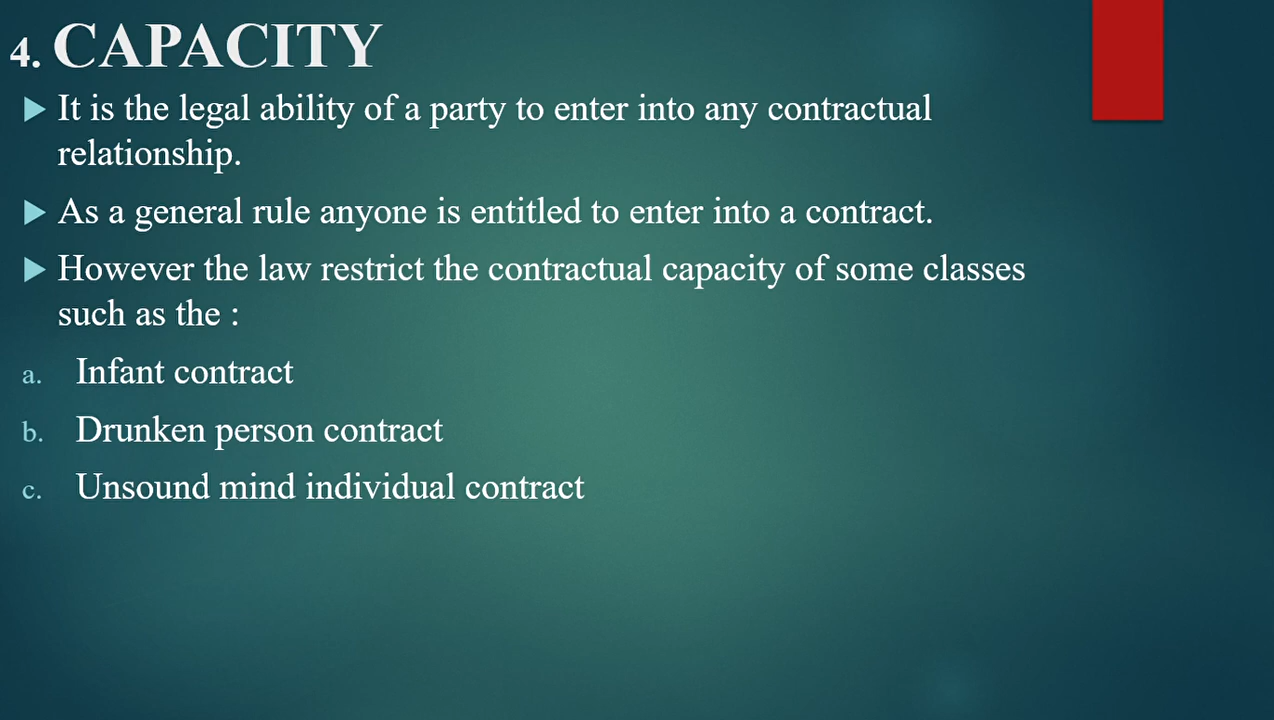 4. CAPACITY
It is the legal ability of a party to enter into any contractual
relationship.
As a general rule anyone is entitled to enter into a contract.
However the law restrict the contractual capacity of some classes
such as the :
a. Infant contract
b. Drunken person contract
c. Unsound mind individual contract